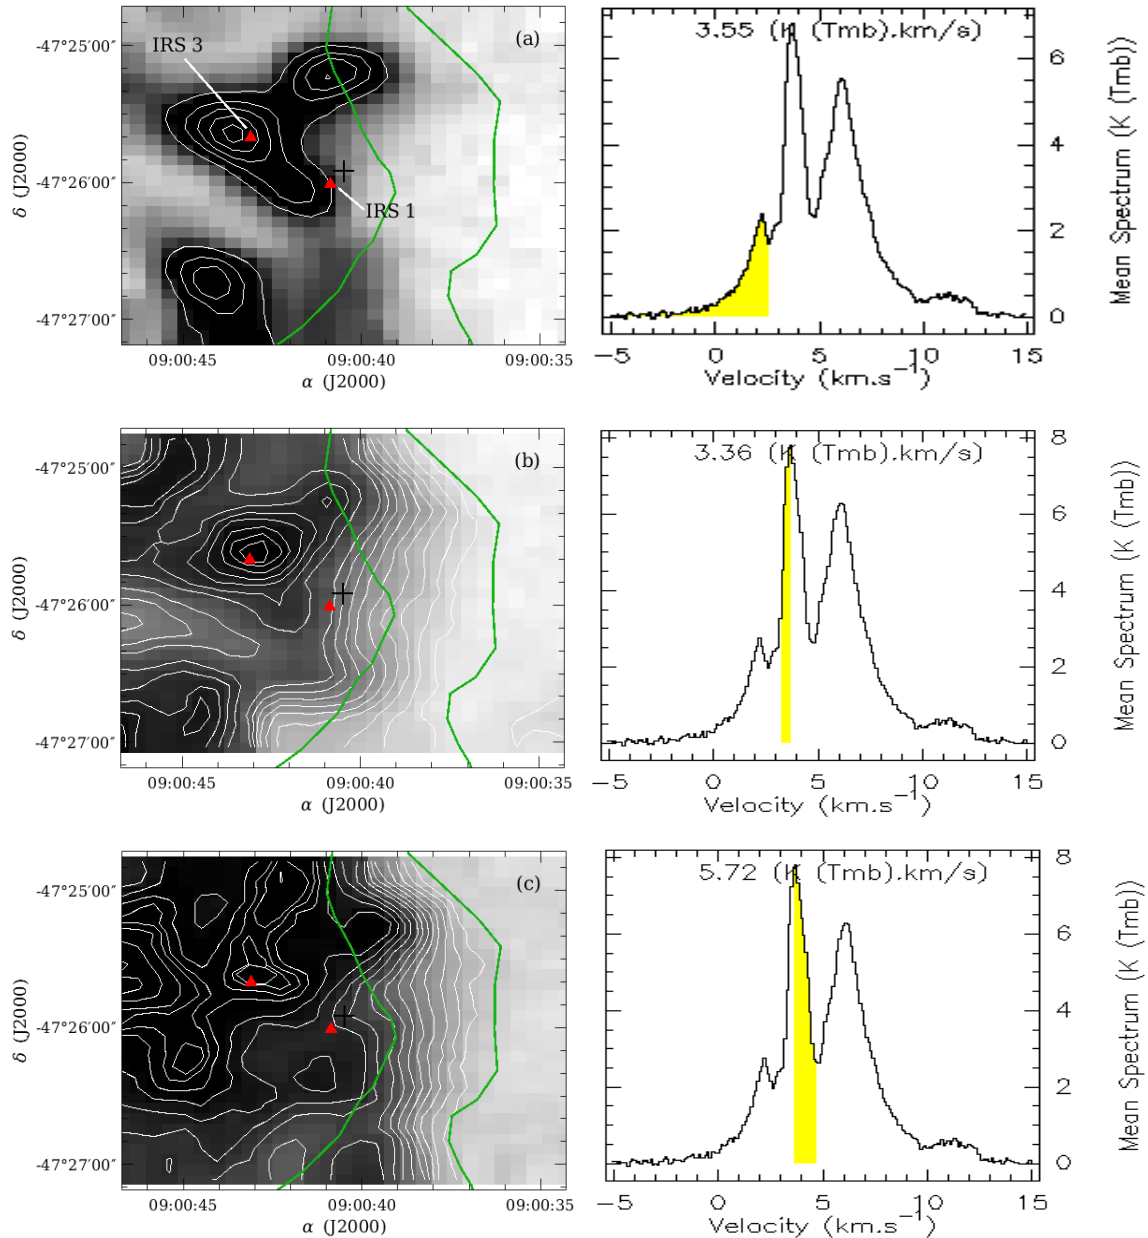 (a)
IRS 3
IRS 1
-47°25′00″
-47°26′00″
-47°27′00″
δ (J2000)
09:00:45 09:00:40 09:00:35
α (J2000)
3.55 (K (Tmb).km/s)
6
4
2
0
Mean Spectrum (K (Tmb))
−5 0 5 10 15
Velocity (km.s⁻¹)
(b)
-47°25′00″
-47°26′00″
-47°27′00″
δ (J2000)
09:00:45 09:00:40 09:00:35
α (J2000)
3.36 (K (Tmb).km/s)
8
6
4
2
0
Mean Spectrum (K (Tmb))
−5 0 5 10 15
Velocity (km.s⁻¹)
(c)
-47°25′00″
-47°26′00″
-47°27′00″
δ (J2000)
09:00:45 09:00:40 09:00:35
α (J2000)
5.72 (K (Tmb).km/s)
8
6
4
2
0
Mean Spectrum (K (Tmb))
−5 0 5 10 15
Velocity (km.s⁻¹)